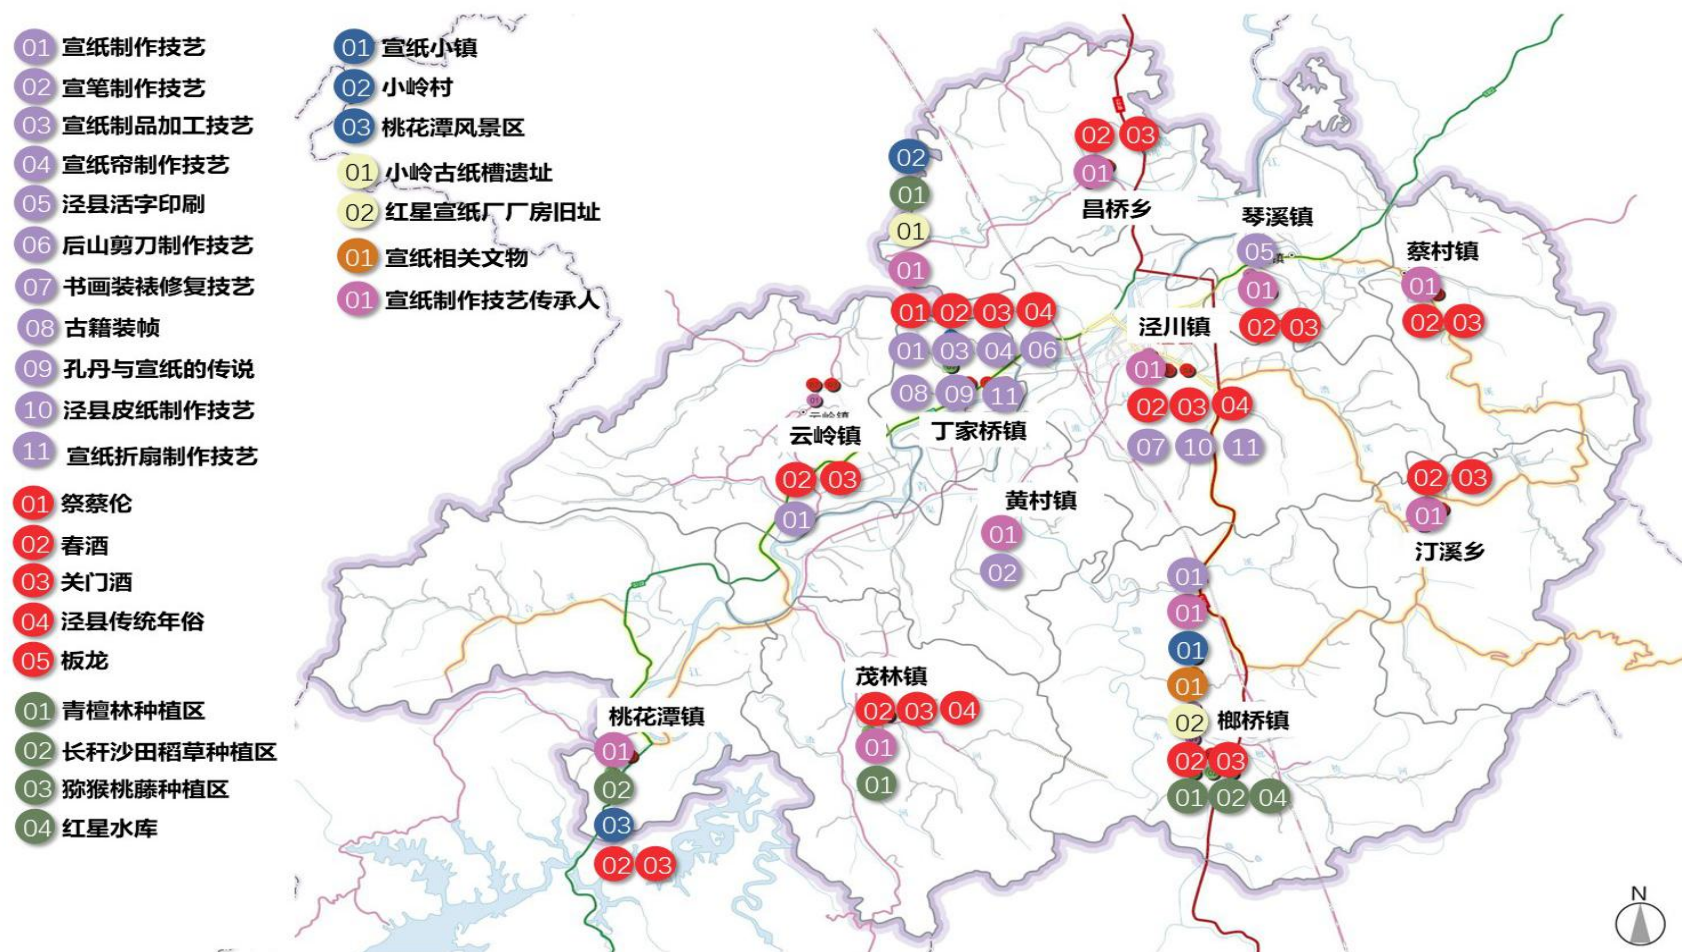 01 宣纸制作技艺
02 宣笔制作技艺
03 宣纸制品加工技艺
04 宣纸帘制作技艺
05 泾县活字印刷
06 后山剪刀制作技艺
07 书画装裱修复技艺
08 古籍装帧
09 孔丹与宣纸的传说
10 泾县皮纸制作技艺
11 宣纸折扇制作技艺
01 祭蔡伦
02 春酒
03 关门酒
04 泾县传统年俗
05 板龙
01 青檀林种植区
02 长秆沙田稻草种植区
03 猕猴桃藤种植区
04 红星水库
01 宣纸小镇
02 小岭村
03 桃花潭风景区
01 小岭古纸槽遗址
02 红星宣纸厂厂房旧址
01 宣纸相关文物
01 宣纸制作技艺传承人
02 03
01
昌桥乡
02
01
01
01
01 02 03 04
01 03 04 06
08 09 11
丁家桥镇
琴溪镇
05
01
02 03
蔡村镇
01
02 03
泾川镇
01
02 03 04
07 10 11
云岭镇
02 03
01
黄村镇
01
02
02 03
01
汀溪乡
01
01
01
01
02
榔桥镇
02 03
01 02 04
茂林镇
02 03 04
01
01
桃花潭镇
01
02
03
02 03
N